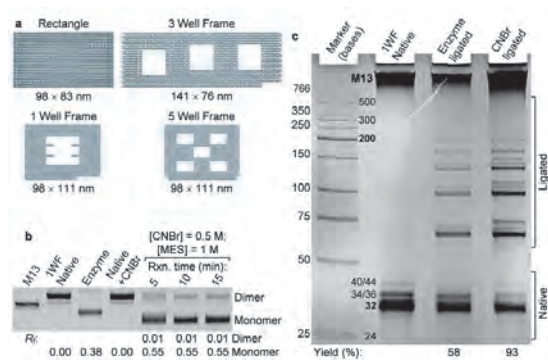 a
Rectangle
3 Well Frame
98 × 83 nm
141 × 76 nm
1 Well Frame
5 Well Frame
98 × 111 nm
98 × 111 nm
b
M13
1WF Native
Enzyme
Native +CNBr
[CNBr] = 0.5 M;
[MES] = 1 M
Rxn. time (min):
5
10
15
Dimer
Monomer
Rf:
0.01 0.01 0.01 Dimer
0.00 0.38 0.00 0.55 0.55 0.55 Monomer
c
Marker (bases)
1WF Native
Enzyme ligated
CNBr ligated
M13
766
500
350
300
250
200
150
100
75
50
40/44
34/36
32
24
25
Ligated
Native
Yield (%): 58 93